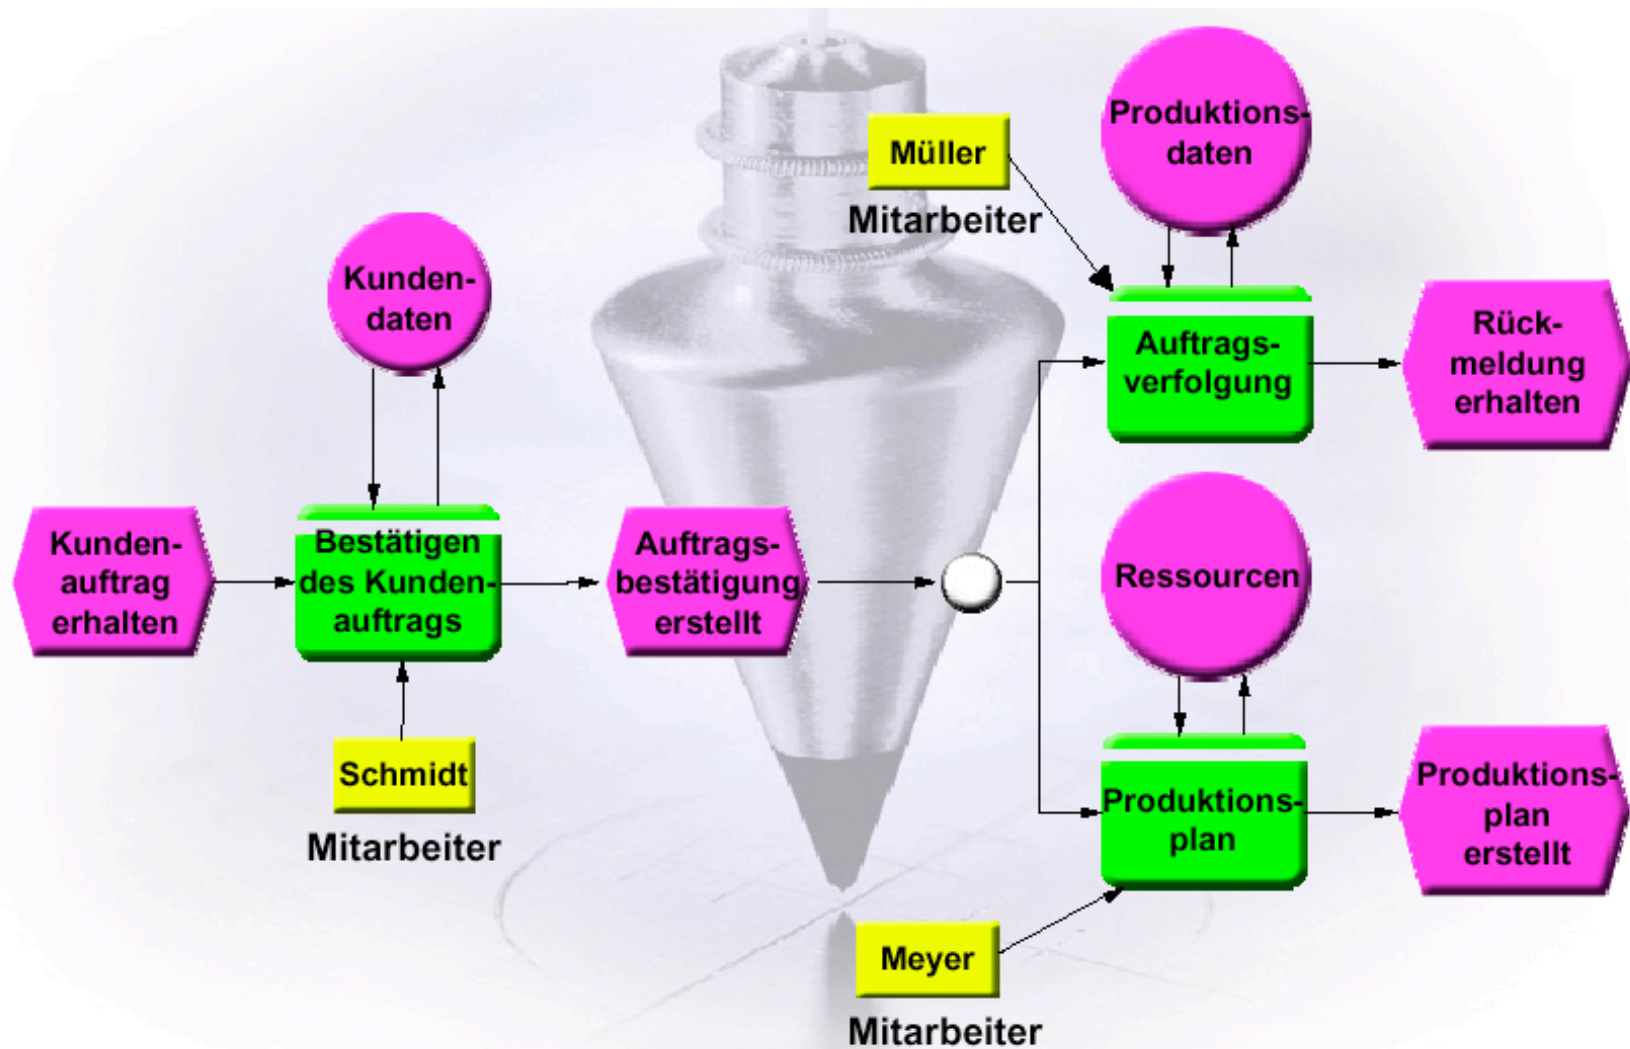 Produktions-
daten
Müller
Mitarbeiter
Kunden-
daten
Auftrags-
verfolgung
Rück-
meldung
erhalten
Kunden-
auftrag
erhalten
Bestätigen
des Kunden-
auftrags
Auftrags-
bestätigung
erstellt
Ressourcen
Schmidt
Mitarbeiter
Produktions-
plan
Produktions-
plan
erstellt
Meyer
Mitarbeiter